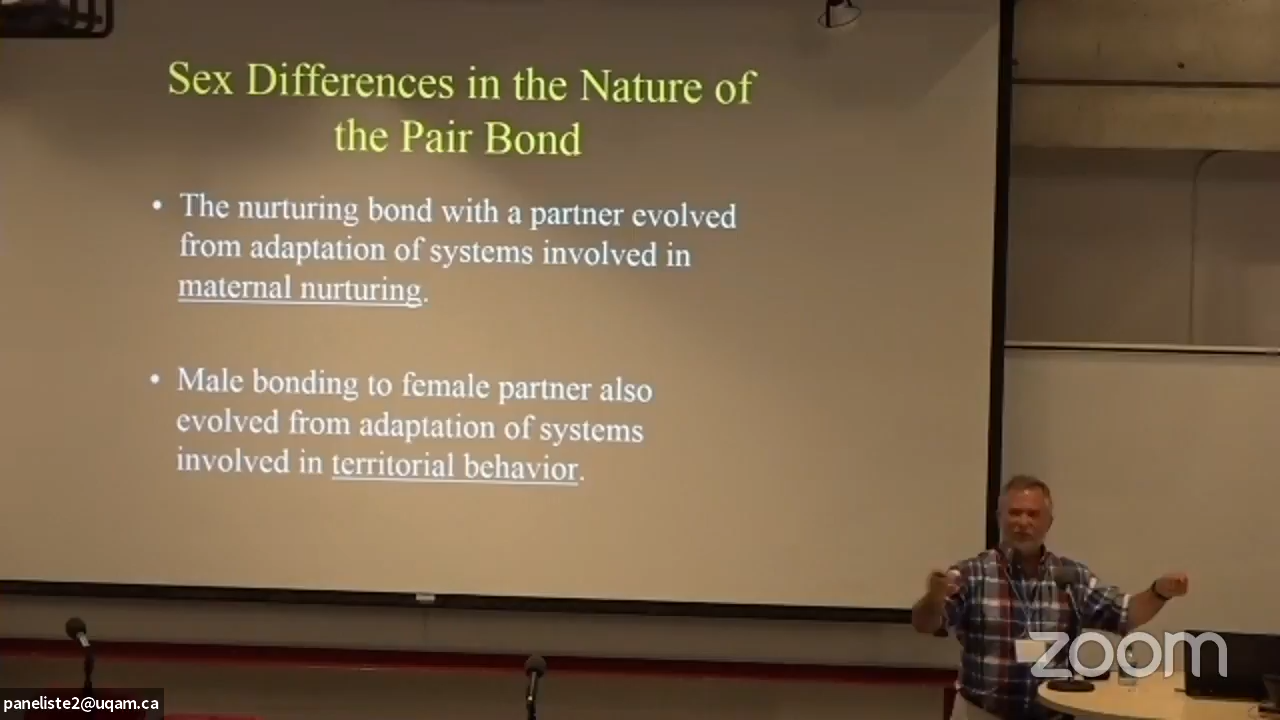 Sex Differences in the Nature of
the Pair Bond
• The nurturing bond with a partner evolved
from adaptation of systems involved in
maternal nurturing.
• Male bonding to female partner also
evolved from adaptation of systems
involved in territorial behavior.
zoom
paneliste2@uqam.ca